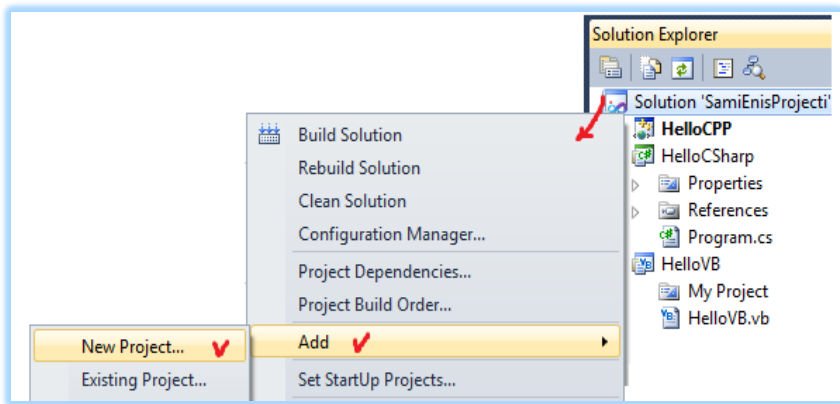 Solution Explorer
Solution 'SamiEnisProjecti'
HelloCPP
HelloCSharp
Properties
References
Program.cs
HelloVB
My Project
HelloVB.vb
Build Solution
Rebuild Solution
Clean Solution
Configuration Manager...
Project Dependencies...
Project Build Order...
Add
Set StartUp Projects...
New Project...
Existing Project...